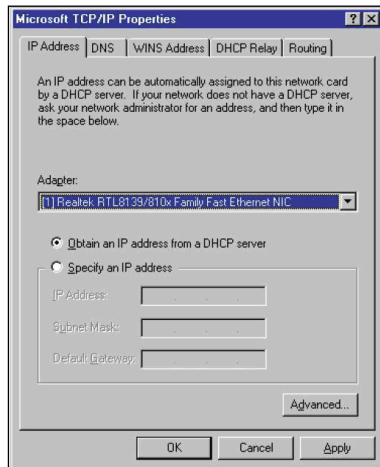 Microsoft TCP/IP Properties
IP Address DNS WINS Address DHCP Relay Routing
An IP address can be automatically assigned to this network card
by a DHCP server. If your network does not have a DHCP server,
ask your network administrator for an address, and then type it in
the space below.
Adapter:
[1] Realtek RTL8139/810x Family Fast Ethernet NIC
Obtain an IP address from a DHCP server
Specify an IP address
IP Address:
Subnet Mask:
Default Gateway:
Advanced...
OK Cancel Apply